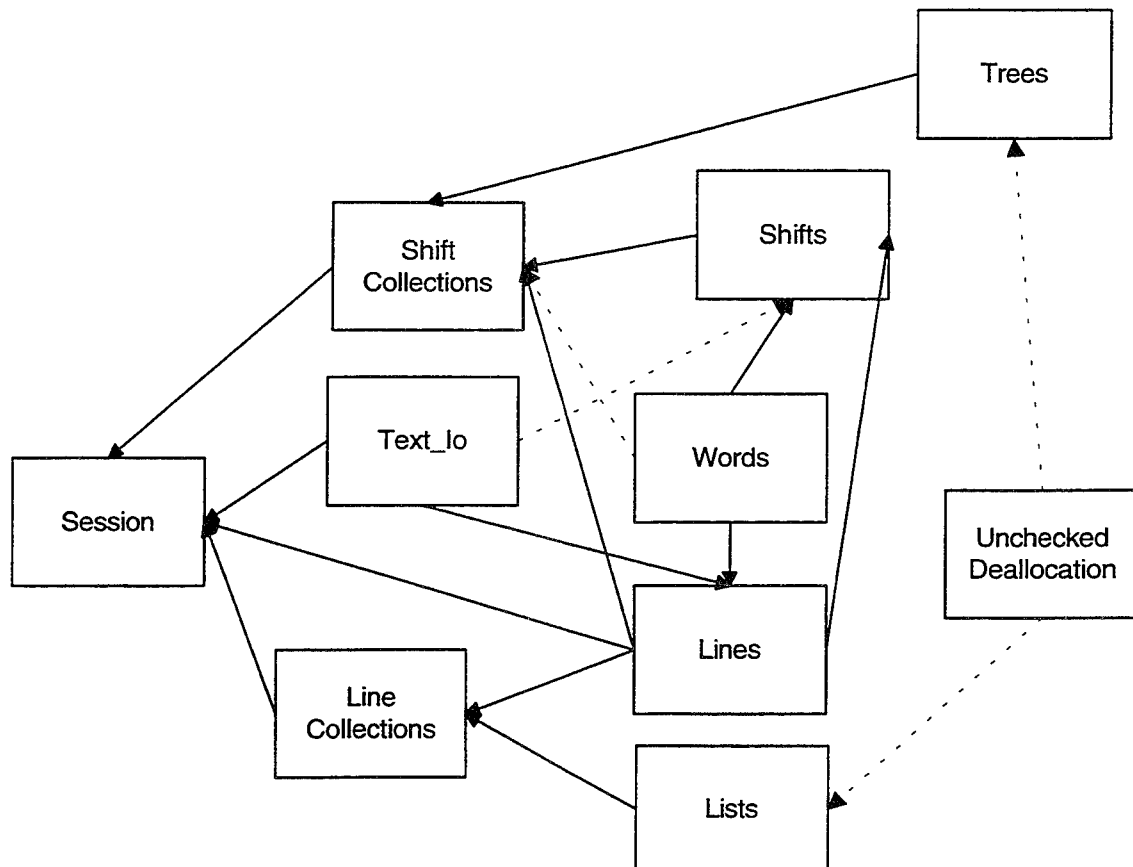 Trees
Shifts
Shift
Collections
Text_Io
Words
Session
Unchecked
Deallocation
Lines
Line
Collections
Lists